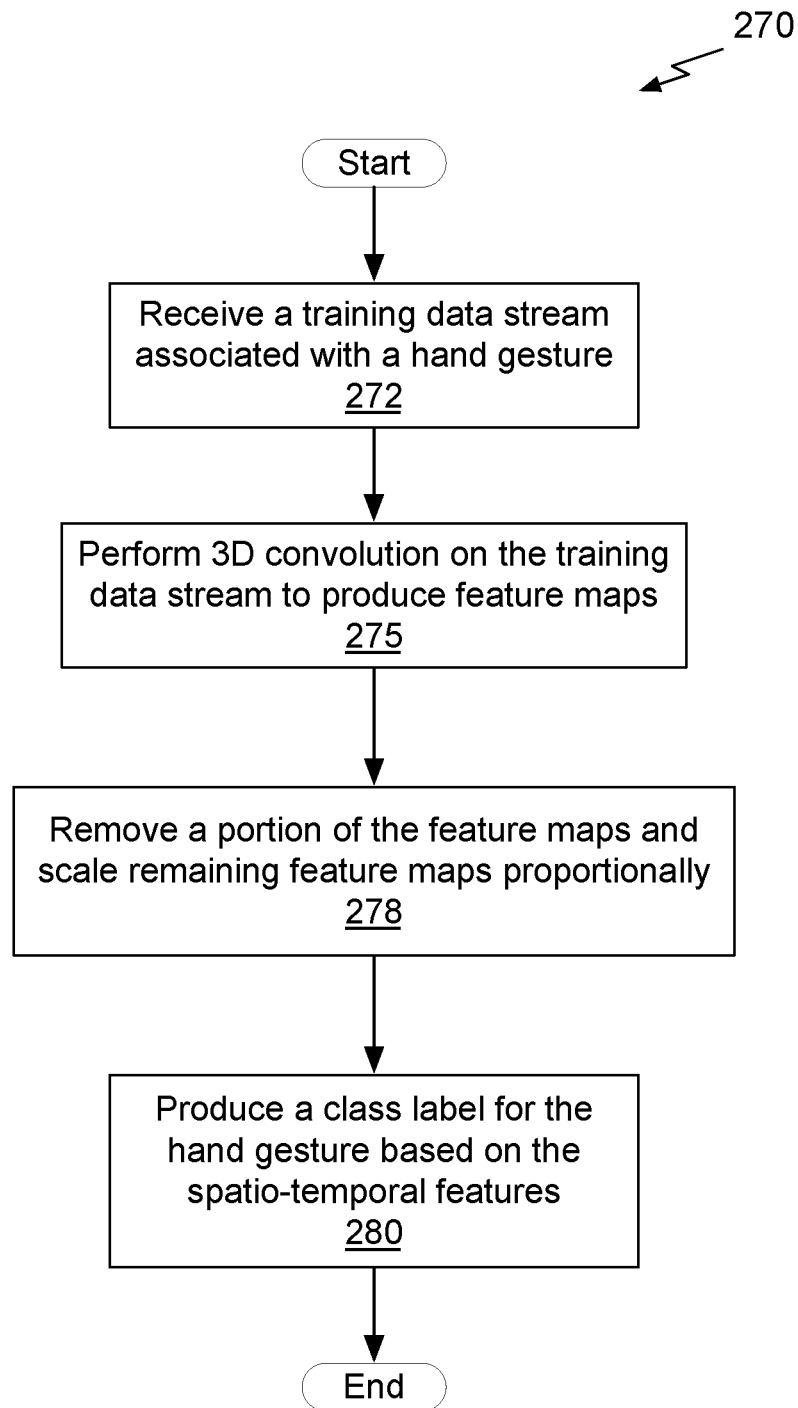 270
Start
Receive a training data stream
associated with a hand gesture
272
Perform 3D convolution on the training
data stream to produce feature maps
275
Remove a portion of the feature maps and
scale remaining feature maps proportionally
278
Produce a class label for the
hand gesture based on the
spatio-temporal features
280
End